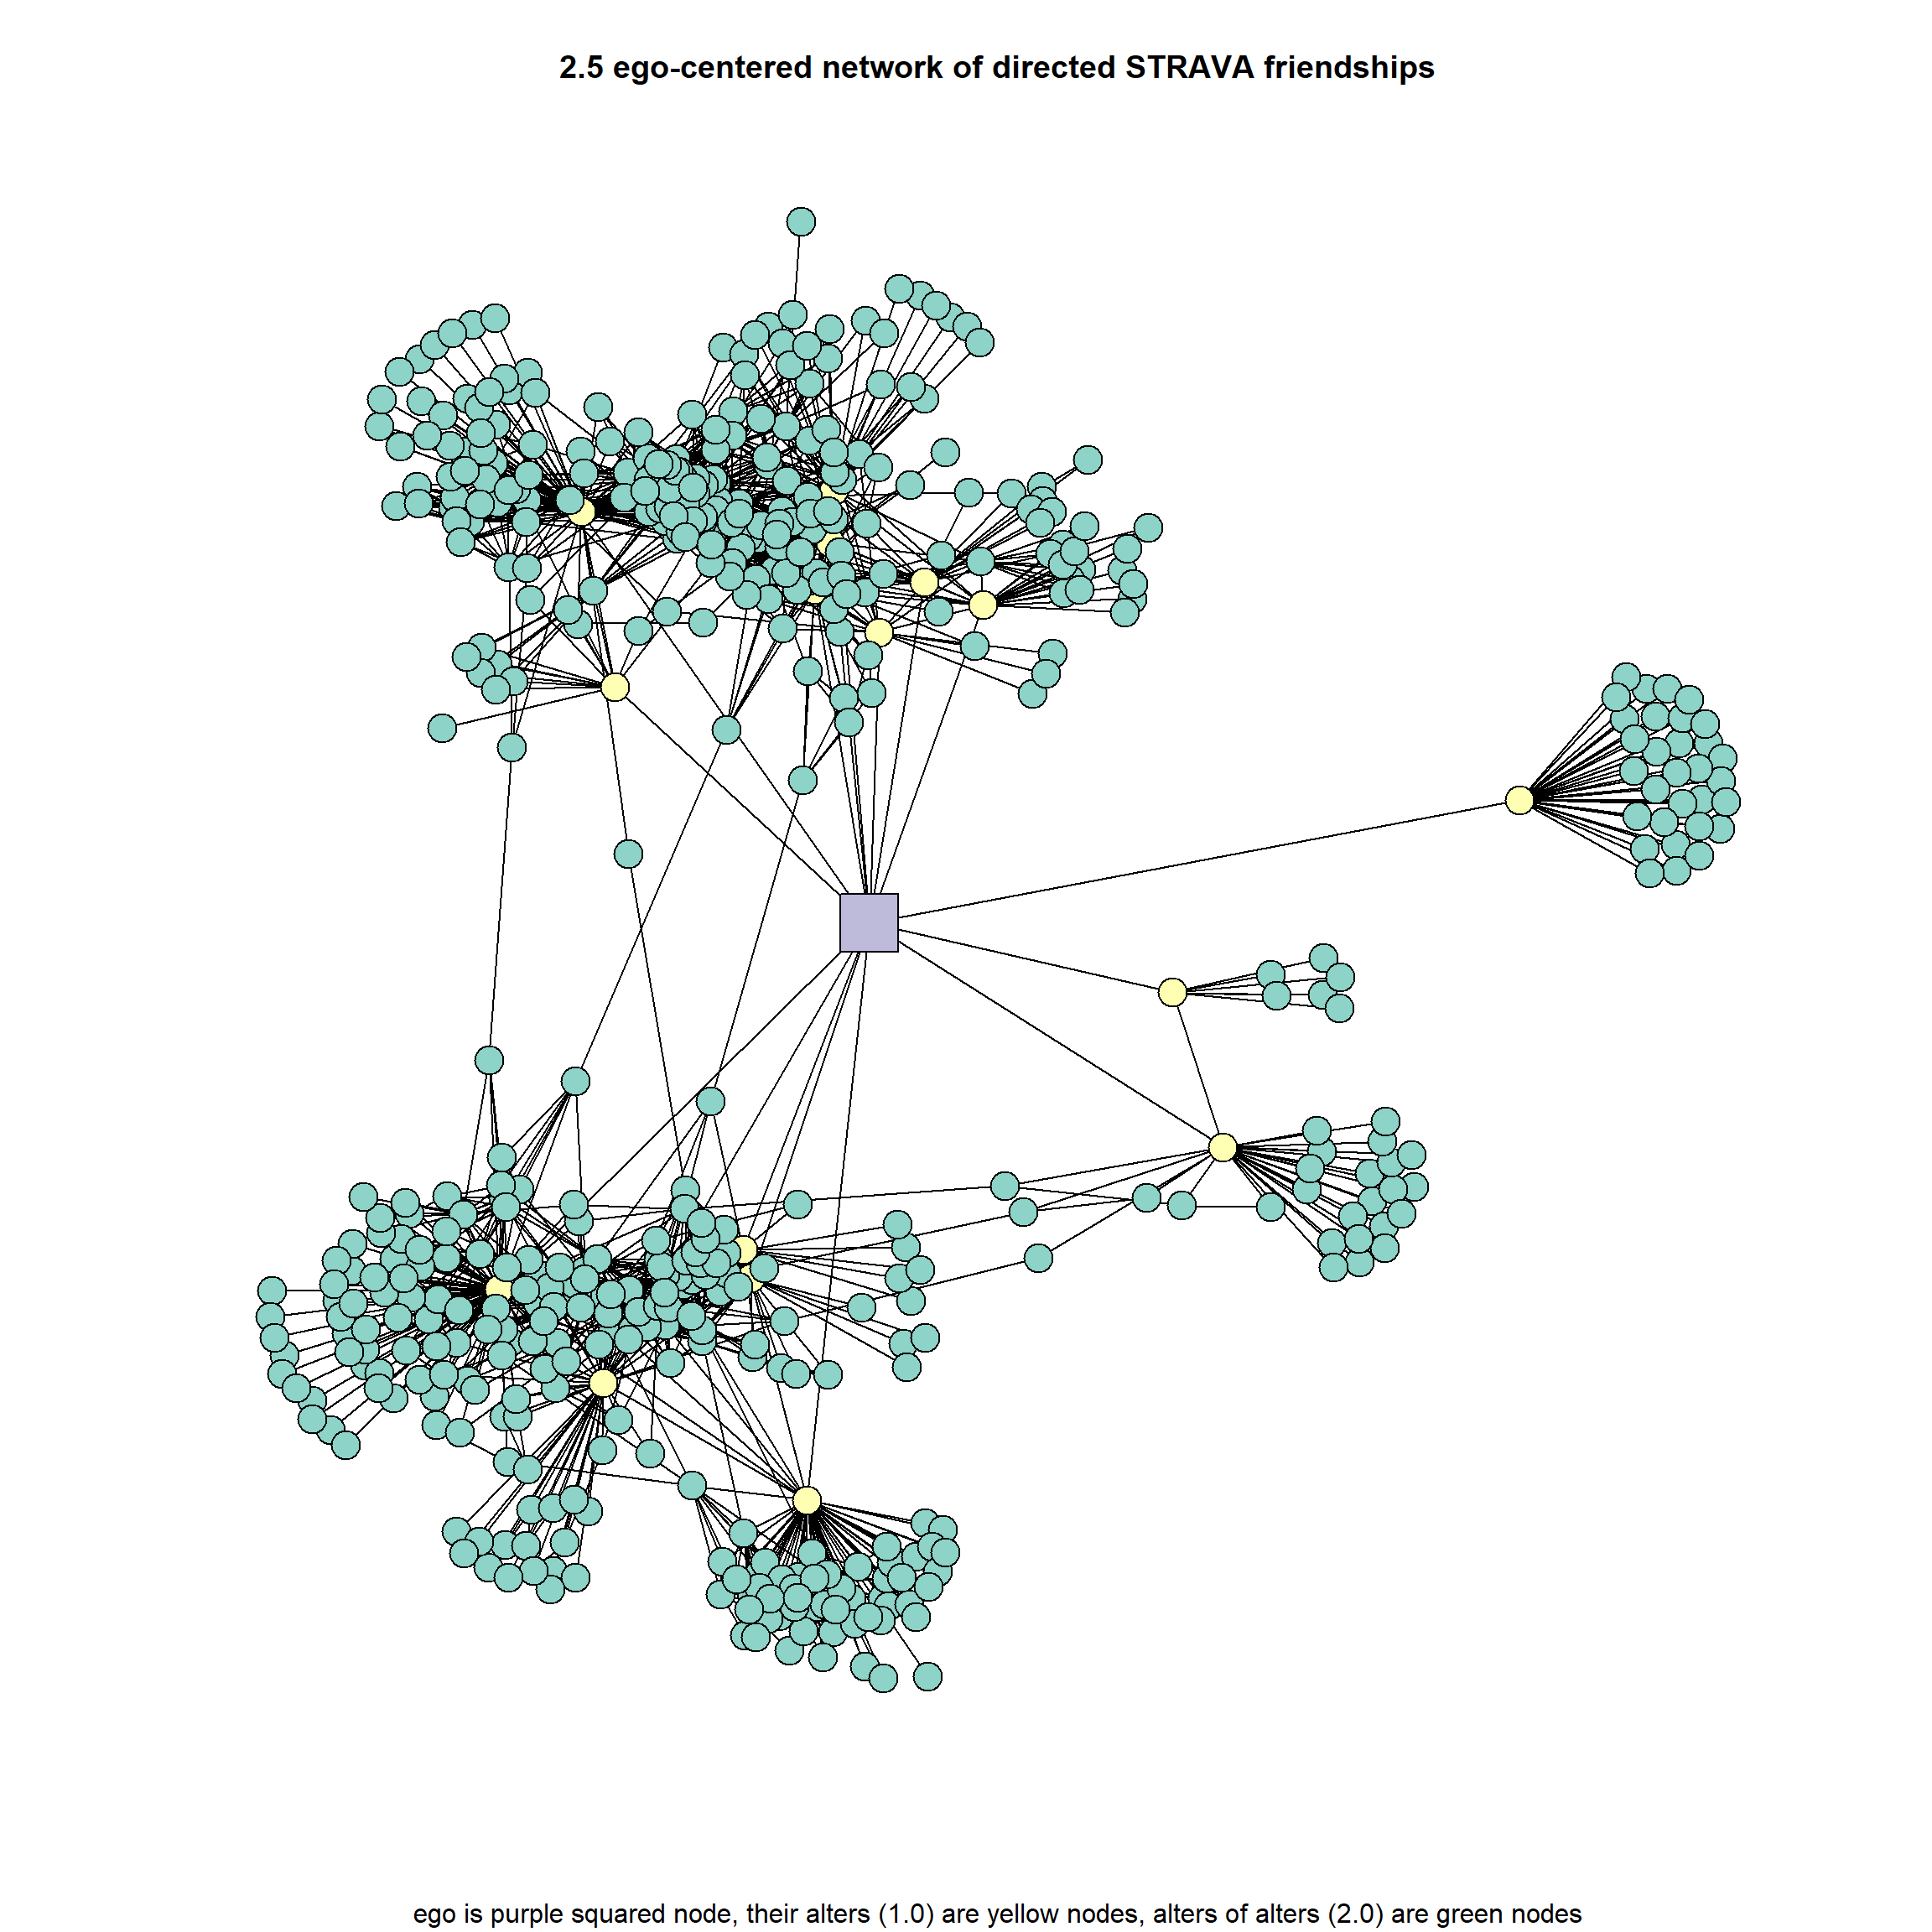 2.5 ego-centered network of directed STRAVA friendships
ego is purple squared node, their alters (1.0) are yellow nodes, alters of alters (2.0) are green nodes